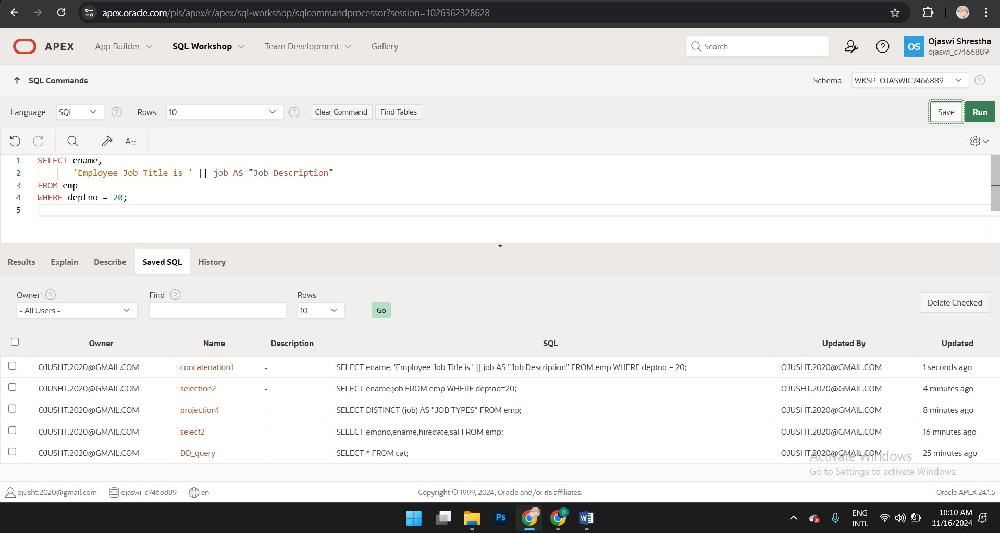 apex.oracle.com/pls/apex/r/apex/sql-workshop/sqlcommandprocessor?session=1026362328628
APEX App Builder SQL Workshop Team Development Gallery Search OS Ojaswi Shrestha
ojaswi_c7466889
SQL Commands Schema WKSP_OJASWIC7466889
Language SQL Rows 10 Clear Command Find Tables Save Run
A::
1 SELECT ename,
2 'Employee Job Title is ' || job AS "Job Description"
3 FROM emp
4 WHERE deptno = 20;
5
Results Explain Describe Saved SQL History
Owner Find Rows
- All Users - 10 Go Delete Checked
Owner Name Description SQL Updated By Updated
OJUSHT.2020@GMAIL.COM concatenation1 - SELECT ename, 'Employee Job Title is ' || job AS "Job Description" FROM emp WHERE deptno = 20; OJUSHT.2020@GMAIL.COM 1 seconds ago
OJUSHT.2020@GMAIL.COM selection2 - SELECT ename,job FROM emp WHERE deptno=20; OJUSHT.2020@GMAIL.COM 4 minutes ago
OJUSHT.2020@GMAIL.COM projection1 - SELECT DISTINCT (job) AS "JOB TYPES" FROM emp; OJUSHT.2020@GMAIL.COM 8 minutes ago
OJUSHT.2020@GMAIL.COM select2 - SELECT empno,ename,hiredate,sal FROM emp; OJUSHT.2020@GMAIL.COM 16 minutes ago
OJUSHT.2020@GMAIL.COM DD_query - SELECT * FROM cat; OJUSHT.2020@GMAIL.COM 25 minutes ago
Activate Windows
Go to Settings to activate Windows.
ojusht.2020@gmail.com ojaswi_c7466889 en Copyright © 1999, 2024, Oracle and/or its affiliates. Oracle APEX 24.1.5
Ps 0 W ENG 10:10 AM
INTL 11/16/2024